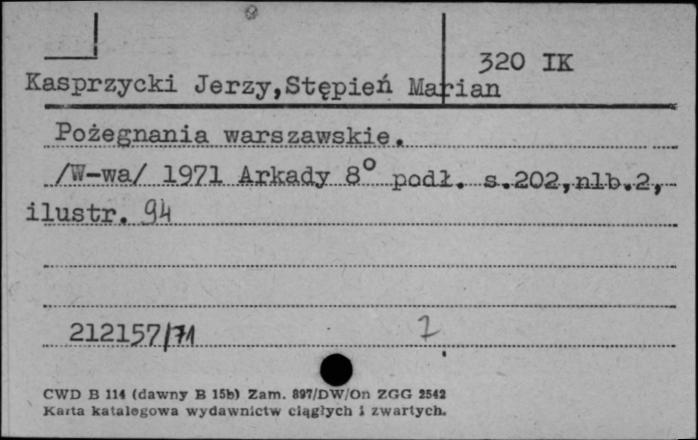 320 IK
Kasprzycki Jerzy,Stępień Marian
Pożegnania warszawskie.
/W-wa/ 1971 Arkady 8° podł. s.202,nlb.2,
ilustr. 94
212157/71 Z
CWD B 114 (dawny B 15b) Zam. 897/DW/On ZGG 2542
Karta katalogowa wydawnictw ciągłych i zwartych.